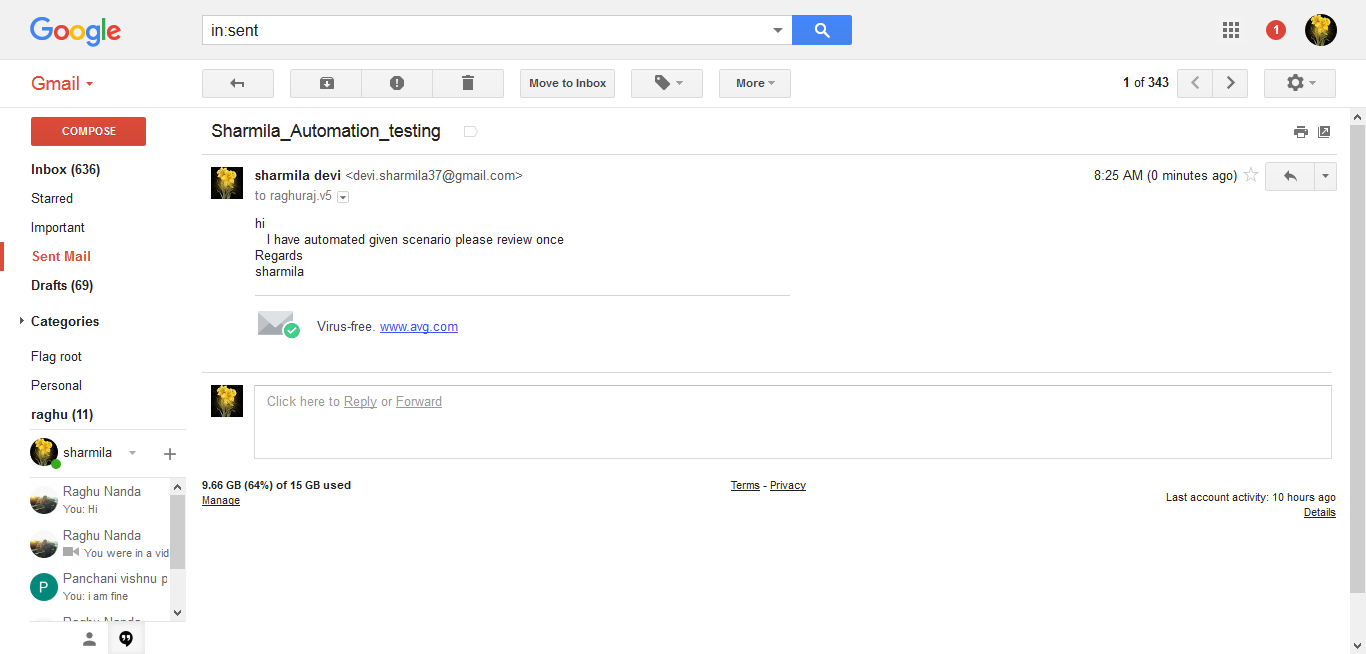 Google
in:sent
1
Gmail
Move to Inbox
More
1 of 343
COMPOSE
Inbox (636)
Starred
Important
Sent Mail
Drafts (69)
Categories
Flag root
Personal
raghu (11)
sharmila
Raghu Nanda
You: Hi
Raghu Nanda
You were in a vid
P
Panchani vishnu p
You: i am fine
Raghu Nanda
Sharmila_Automation_testing
sharmila devi <devi.sharmila37@gmail.com>
8:25 AM (0 minutes ago)
to raghuraj.v5
hi
I have automated given scenario please review once
Regards
sharmila
Virus-free. www.avg.com
Click here to Reply or Forward
9.66 GB (64%) of 15 GB used
Manage
Terms - Privacy
Last account activity: 10 hours ago
Details